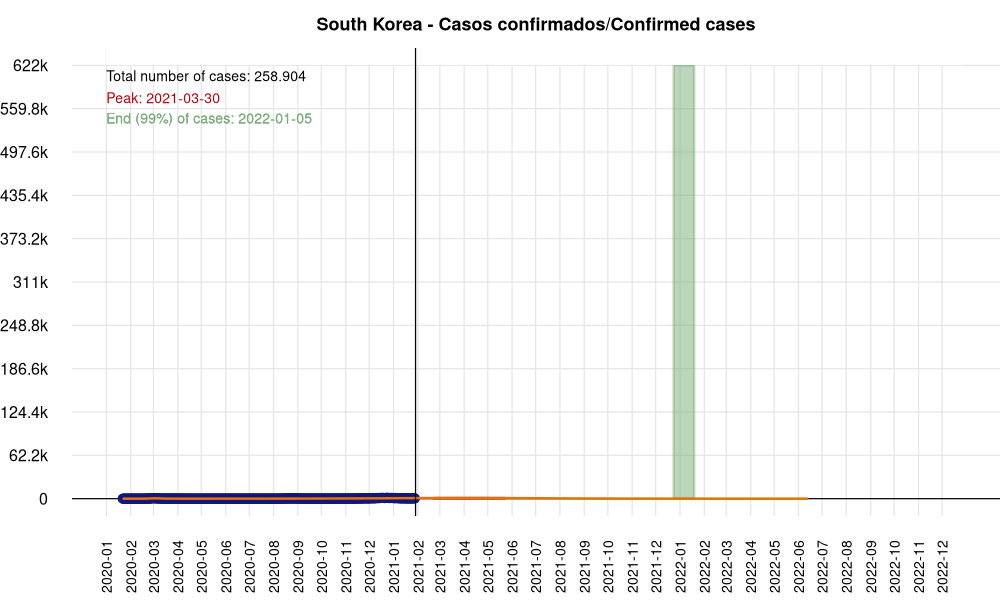 South Korea - Casos confirmados/Confirmed cases
622k
Total number of cases: 258.904
Peak: 2021-03-30
559.8k
End (99%) of cases: 2022-01-05
497.6k
435.4k
373.2k
311k
248.8k
186.6k
124.4k
62.2k
0
2020-01
2020-02
2020-03
2020-04
2020-05
2020-06
2020-07
2020-08
2020-09
2020-10
2020-11
2020-12
2021-01
2021-02
2021-03
2021-04
2021-05
2021-06
2021-07
2021-08
2021-09
2021-10
2021-11
2021-12
2022-01
2022-02
2022-03
2022-04
2022-05
2022-06
2022-07
2022-08
2022-09
2022-10
2022-11
2022-12